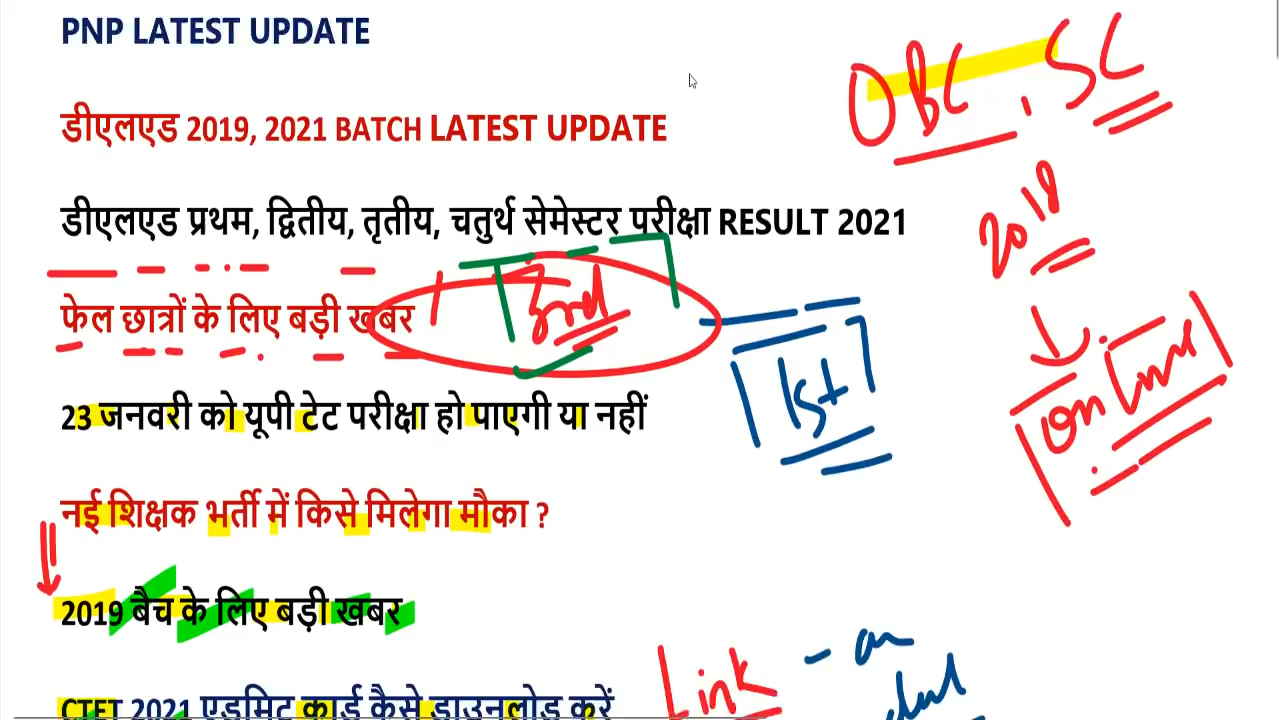 PNP LATEST UPDATE
OBC, SC
डीएलएड 2019, 2021 BATCH LATEST UPDATE
2018
डीएलएड प्रथम, द्वितीय, तृतीय, चतुर्थ सेमेस्टर परीक्षा RESULT 2021
फेल छात्रों के लिए बड़ी खबर
3rd
1st
23 जनवरी को यूपी टेट परीक्षा हो पाएगी या नहीं
नई शिक्षक भर्ती में किसे मिलेगा मौका ?
2019 बैच के लिए बड़ी खबर
Link
CTET 2021 एडमिट कार्ड कैसे डाउनलोड करें